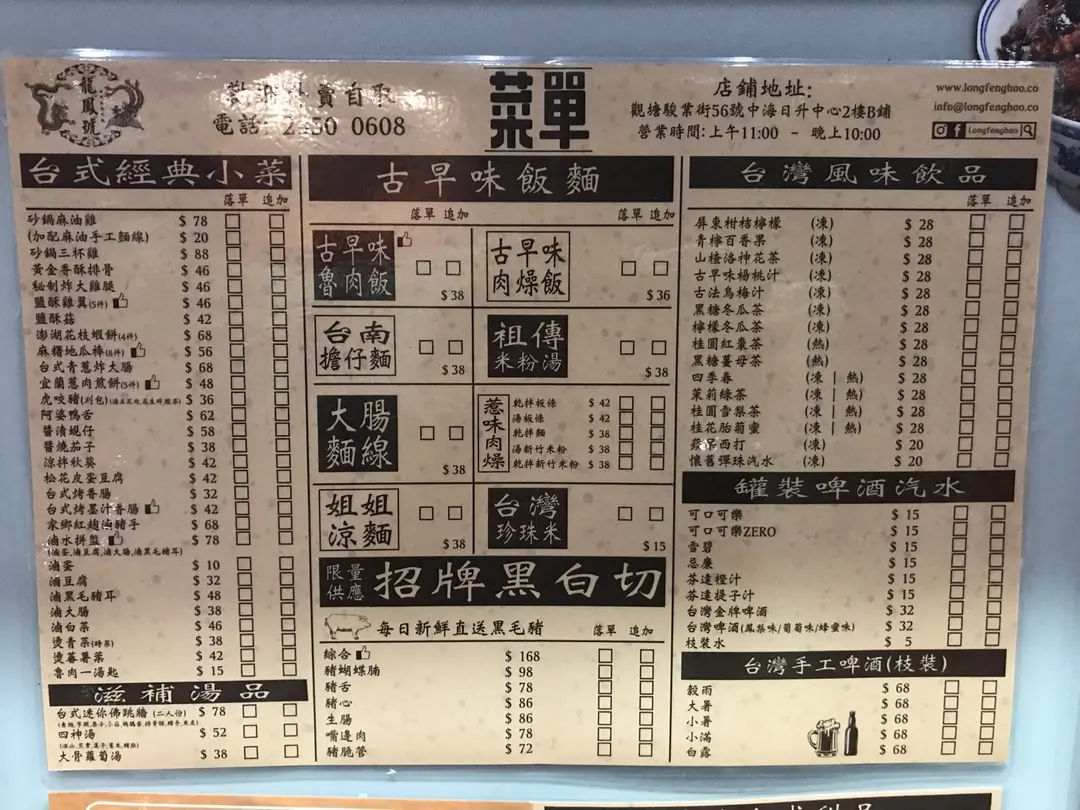 龍鳳號
電話: 2 50 0608
菜單
店鋪地址:
觀塘駿業街56號中海日升中心2樓B鋪
營業時間:上午11:00 - 晚上10:00
www.longfenghao.co
info@longfenghao.co
longfenghao
台式經典小菜
落單 追加
砂鍋麻油雞 $ 78
(加配麻油手工麵線) $ 20
砂鍋三杯雞 $ 88
黃金香酥排骨 $ 46
秘制炸大雞腿 $ 46
鹽酥雞翼(5件) $ 46
鹽酥菇 $ 42
澎湖花枝蝦餅(4件) $ 68
麻糬地瓜棒(8件) $ 56
台式青蔥炸大腸 $ 68
宜蘭蔥肉煎餅(5件) $ 48
虎咬豬(刈包) $ 36
阿婆鴨舌 $ 62
醬漬蜆仔 $ 58
醬燒茄子 $ 38
涼拌秋葵 $ 42
松花皮蛋豆腐 $ 42
台式烤香腸 $ 32
台式烤墨汁香腸 $ 42
家鄉紅麴滷豬手 $ 68
滷水拼盤 $ 78
(滷蛋,滷豆腐,滷大腸,滷黑毛豬耳)
滷蛋 $ 10
滷豆腐 $ 32
滷黑毛豬耳 $ 48
滷大腸 $ 38
滷白菜 $ 46
燙青菜(時菜) $ 38
燙蕃薯葉 $ 42
魯肉一湯匙 $ 15
滋補湯品
台式迷你佛跳牆 (二人份) $ 78
四神湯 $ 52
大骨蘿蔔湯 $ 38
古早味飯麵
落單 追加 落單 追加
古早味
魯肉飯
$ 38
古早味
肉燥飯
$ 36
台南
擔仔麵
$ 38
祖傳
米粉湯
$ 38
大腸
麵線
$ 38
惹味肉燥
乾拌板條 $ 42
湯板條 $ 42
乾拌麵 $ 38
湯新竹米粉 $ 38
乾拌新竹米粉 $ 38
姐姐
涼麵
$ 38
台灣
珍珠米
$ 15
限量
供應
招牌黑白切
每日新鮮直送黑毛豬 落單 追加
綜合 $ 168
豬蝴蝶腩 $ 98
豬舌 $ 78
豬心 $ 86
生腸 $ 86
嘴邊肉 $ 78
豬脆管 $ 72
台灣風味飲品
落單 追加
屏東柑桔檸檬 (凍) $ 28
青檸百香果 (凍) $ 28
山楂洛神花茶 (凍) $ 28
古早味楊桃汁 (凍) $ 28
古法烏梅汁 (凍) $ 28
黑糖冬瓜茶 (凍) $ 28
檸檬冬瓜茶 (凍) $ 28
桂圓紅棗茶 (熱) $ 28
黑糖薑母茶 (熱) $ 28
四季春 (凍 | 熱) $ 28
茉莉綠茶 (凍 | 熱) $ 28
桂圓雪梨茶 (凍 | 熱) $ 28
桂花胎菊蜜 (凍 | 熱) $ 28
蘋果西打 (凍) $ 20
懷舊彈珠汽水 (凍) $ 20
罐裝啤酒汽水
可口可樂 $ 15
可口可樂ZERO $ 15
雪碧 $ 15
忌廉 $ 15
芬達橙汁 $ 15
芬達提子汁 $ 15
台灣金牌啤酒 $ 32
台灣啤酒(鳳梨味/葡萄味/蜂蜜味) $ 32
枝裝水 $ 5
台灣手工啤酒(枝裝)
穀雨 $ 68
大暑 $ 68
小暑 $ 68
小滿 $ 68
白露 $ 68